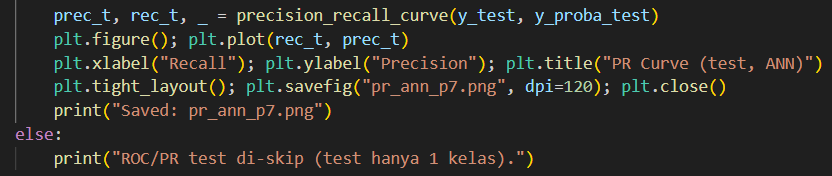 prec_t, rec_t, _ = precision_recall_curve(y_test, y_proba_test)
plt.figure(); plt.plot(rec_t, prec_t)
plt.xlabel("Recall"); plt.ylabel("Precision"); plt.title("PR Curve (test, ANN)")
plt.tight_layout(); plt.savefig("pr_ann_p7.png", dpi=120); plt.close()
print("Saved: pr_ann_p7.png")
else:
print("ROC/PR test di-skip (test hanya 1 kelas).")